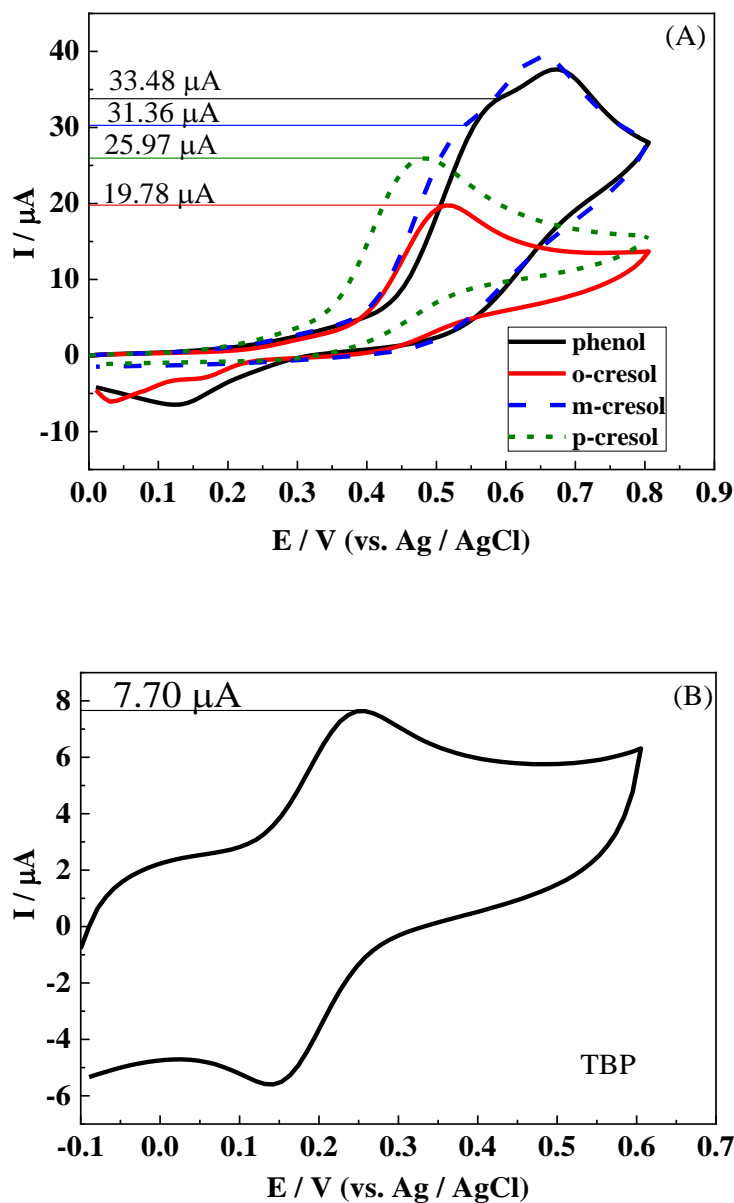 (A)
40
33.48 μA
31.36 μA
30
25.97 μA
19.78 μA
20
10
0
-10
I / μA
phenol
o-cresol
m-cresol
p-cresol
0.0 0.1 0.2 0.3 0.4 0.5 0.6 0.7 0.8 0.9
E / V (vs. Ag / AgCl)
(B)
8
7.70 μA
6
4
2
0
-2
-4
-6
I / μA
TBP
-0.1 0.0 0.1 0.2 0.3 0.4 0.5 0.6 0.7
E / V (vs. Ag / AgCl)